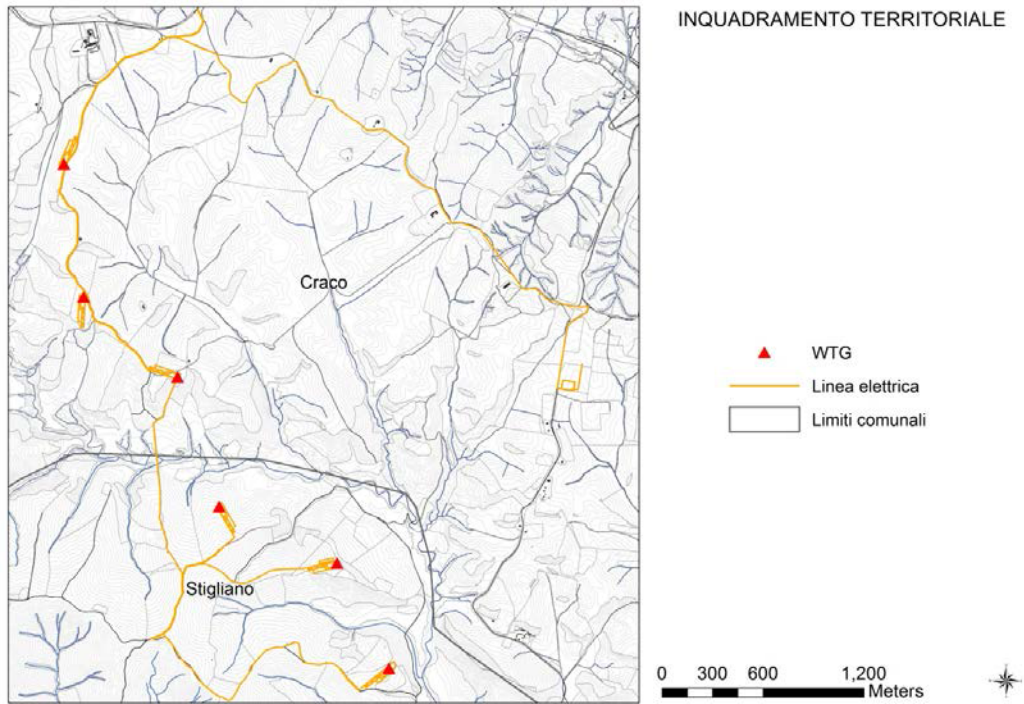 INQUADRAMENTO TERRITORIALE
Craco
WTG
Linea elettrica
Limiti comunali
Stigliano
0 300 600 1,200
Meters